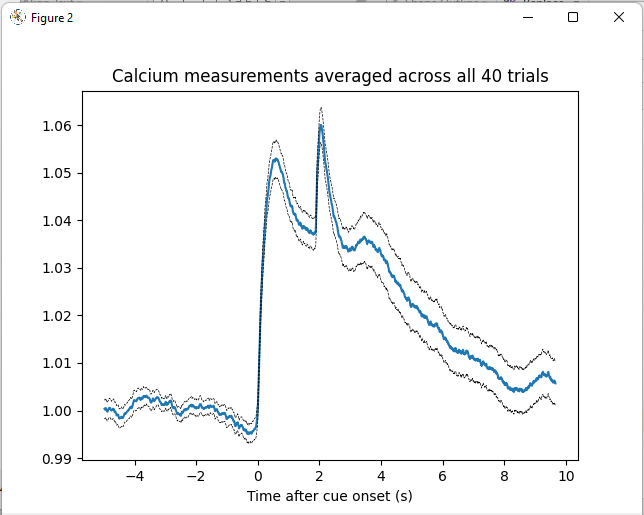 Figure 2
Calcium measurements averaged across all 40 trials
1.06
1.05
1.04
1.03
1.02
1.01
1.00
0.99
−4 −2 0 2 4 6 8 10
Time after cue onset (s)